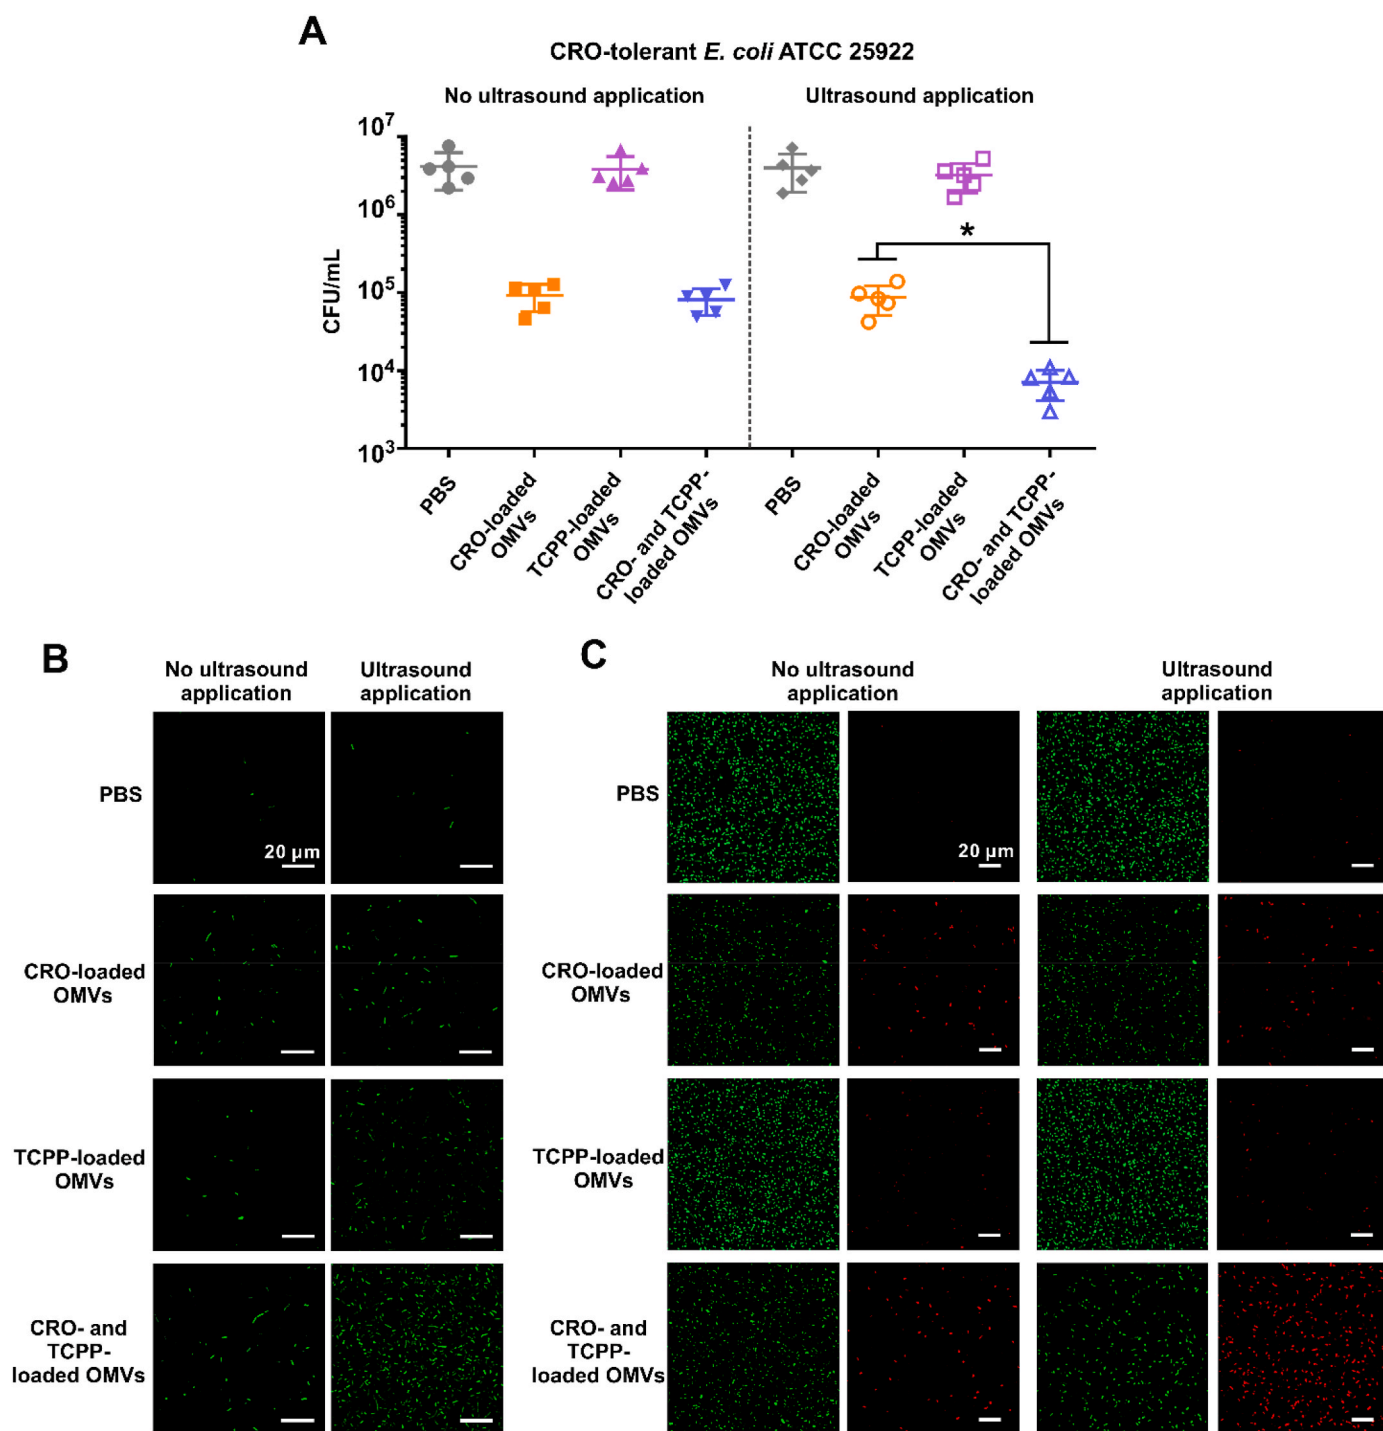 A
CRO-tolerant E. coli ATCC 25922
No ultrasound application
Ultrasound application
CFU/mL
10^7
10^6
10^5
10^4
10^3
*
PBS
CRO-loaded
OMVs
TCPP-loaded
OMVs
CRO- and TCPP-
loaded OMVs
PBS
CRO-loaded
OMVs
TCPP-loaded
OMVs
CRO- and TCPP-
loaded OMVs
B
No ultrasound
application
Ultrasound
application
PBS
20 µm
CRO-loaded
OMVs
TCPP-loaded
OMVs
CRO- and
TCPP-
loaded OMVs
C
No ultrasound
application
Ultrasound
application
PBS
20 µm
CRO-loaded
OMVs
TCPP-loaded
OMVs
CRO- and
TCPP-
loaded OMVs